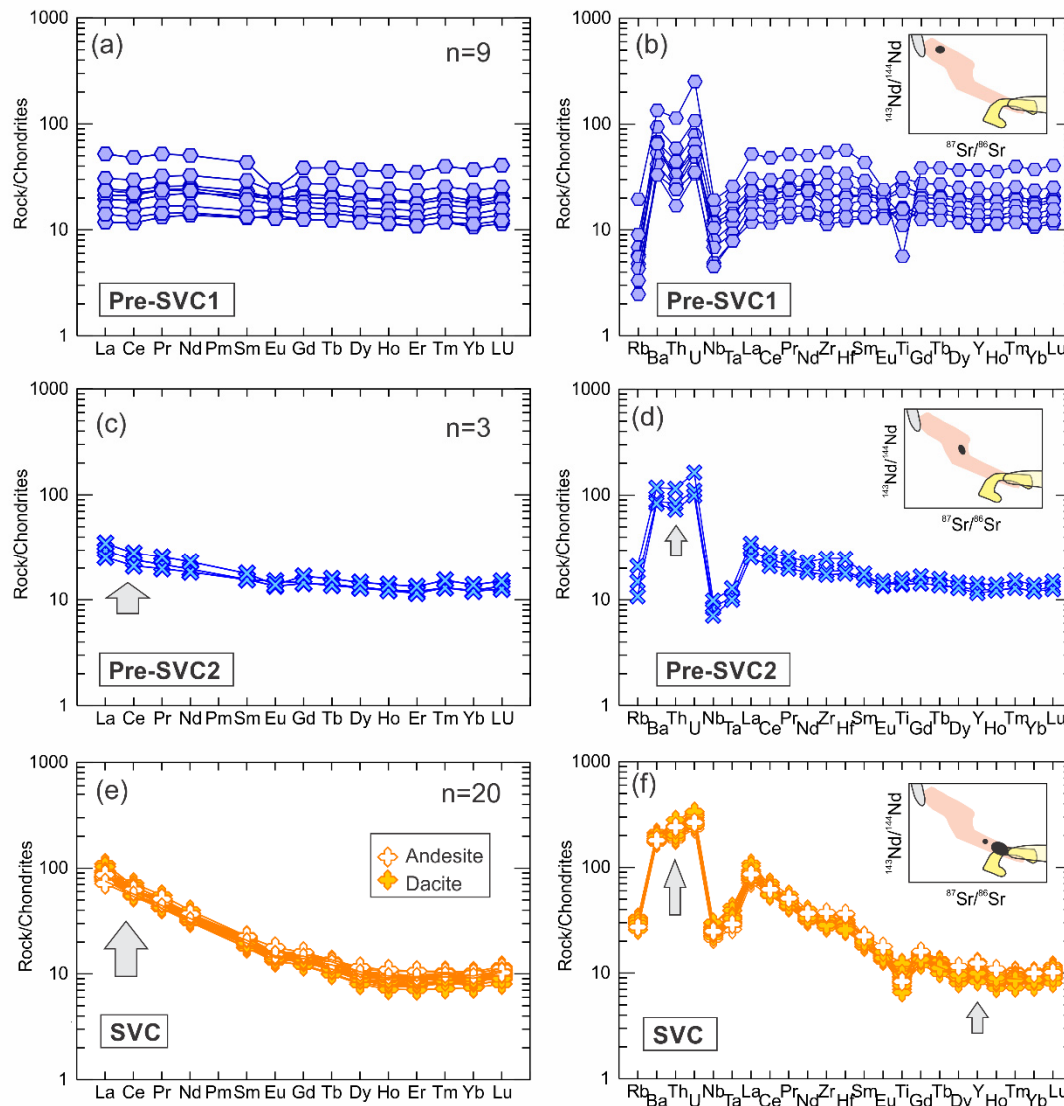 (a)
n=9
Rock/Chondrites
1000
100
10
1
Pre-SVC1
La Ce Pr Nd Pm Sm Eu Gd Tb Dy Ho Er Tm Yb LU
(b)
143Nd/144Nd
87Sr/86Sr
Rock/Chondrites
1000
100
10
1
Pre-SVC1
Rb Ba Th U Nb Ta La Ce Pr Nd Zr Hf Sm Eu Ti Gd Tb Dy Y Ho Tm Yb Lu
(c)
n=3
Rock/Chondrites
1000
100
10
1
Pre-SVC2
La Ce Pr Nd Pm Sm Eu Gd Tb Dy Ho Er Tm Yb LU
(d)
143Nd/144Nd
87Sr/86Sr
Rock/Chondrites
1000
100
10
1
Pre-SVC2
Rb Ba Th U Nb Ta La Ce Pr Nd Zr Hf Sm Eu Ti Gd Tb Dy Y Ho Tm Yb Lu
(e)
n=20
Rock/Chondrites
1000
100
10
1
Andesite
Dacite
SVC
La Ce Pr Nd Pm Sm Eu Gd Tb Dy Ho Er Tm Yb Lu
(f)
143Nd/144Nd
87Sr/86Sr
Rock/Chondrites
1000
100
10
1
SVC
Rb Ba Th U Nb Ta La Ce Pr Nd Zr Hf Sm Eu Ti Gd Tb Dy Y Ho Tm Yb Lu